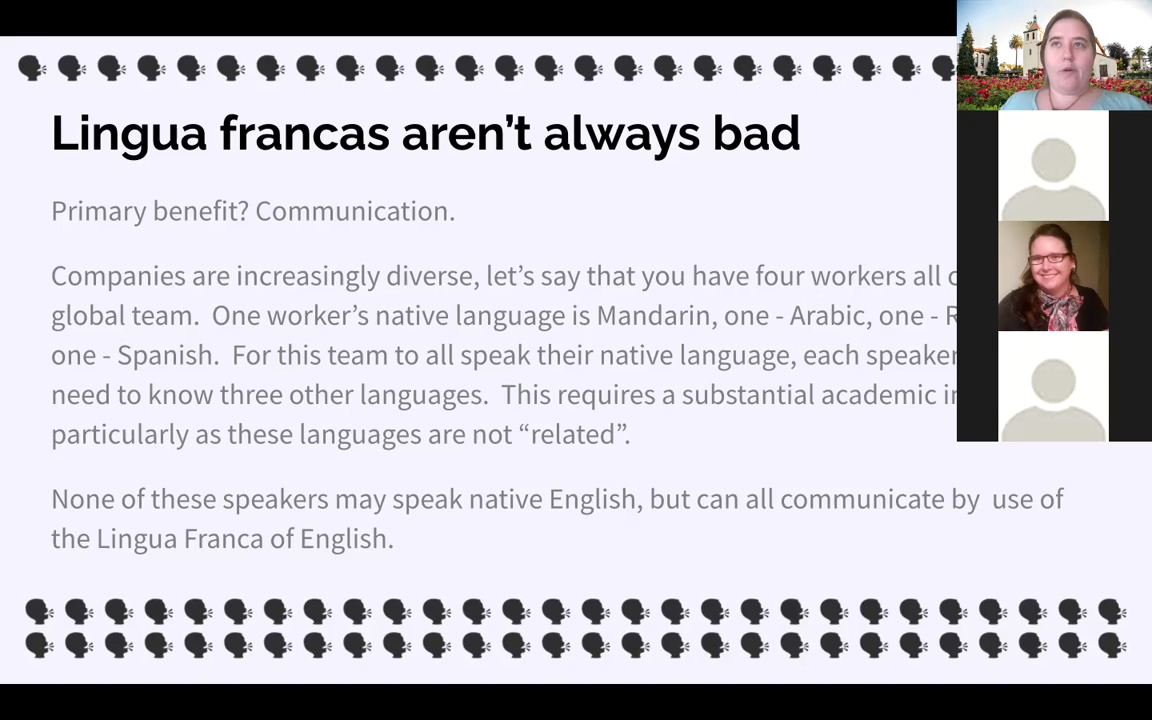 Lingua francas aren't always bad
Primary benefit? Communication.
Companies are increasingly diverse, let's say that you have four workers all
global team.  One worker's native language is Mandarin, one - Arabic, one -
one - Spanish.  For this team to all speak their native language, each speaker
need to know three other languages.  This requires a substantial academic
particularly as these languages are not “related”.
None of these speakers may speak native English, but can all communicate by  use of
the Lingua Franca of English.